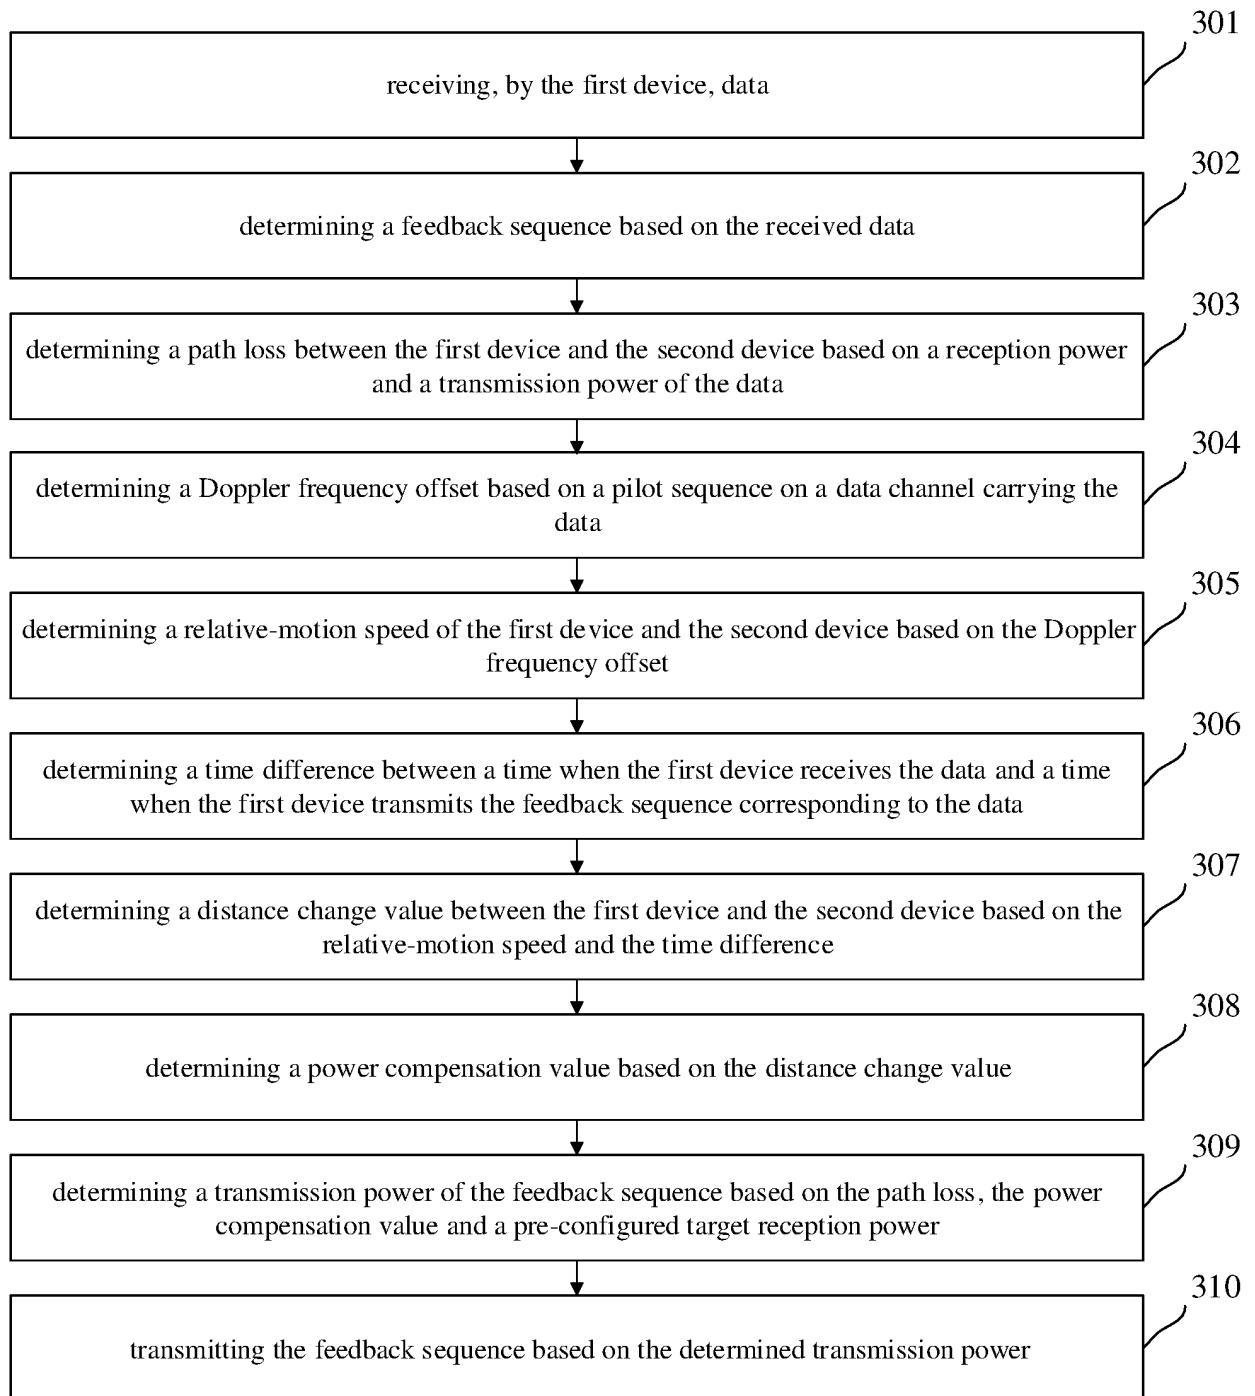 301
receiving, by the first device, data
302
determining a feedback sequence based on the received data
303
determining a path loss between the first device and the second device based on a reception power
and a transmission power of the data
304
determining a Doppler frequency offset based on a pilot sequence on a data channel carrying the
data
305
determining a relative-motion speed of the first device and the second device based on the Doppler
frequency offset
306
determining a time difference between a time when the first device receives the data and a time
when the first device transmits the feedback sequence corresponding to the data
307
determining a distance change value between the first device and the second device based on the
relative-motion speed and the time difference
308
determining a power compensation value based on the distance change value
309
determining a transmission power of the feedback sequence based on the path loss, the power
compensation value and a pre-configured target reception power
310
transmitting the feedback sequence based on the determined transmission power